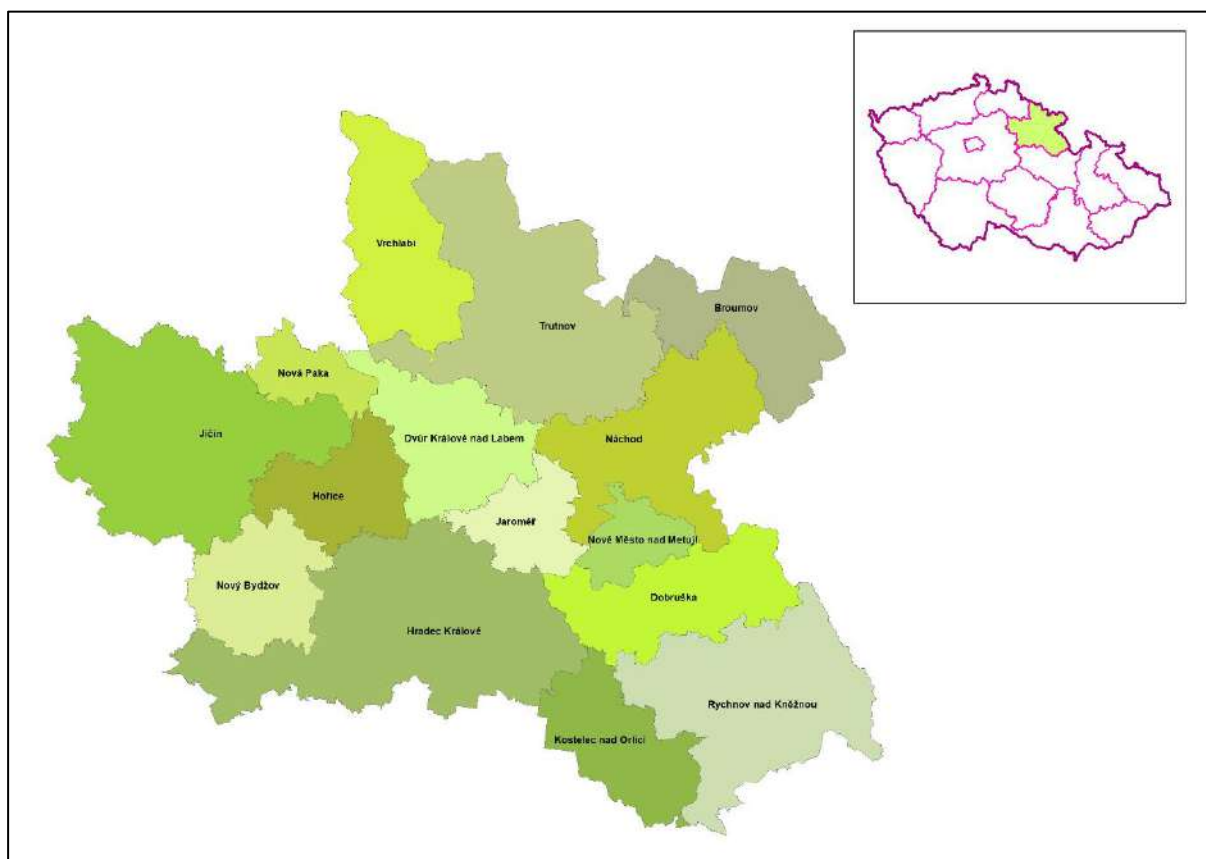 Vrchlabí
Broumov
Trutnov
Nová Paka
Jičín
Dvůr Králové nad Labem
Náchod
Hořice
Jaroměř
Nové Město nad Metují
Nový Bydžov
Dobruška
Hradec Králové
Rychnov nad Kněžnou
Kostelec nad Orlicí